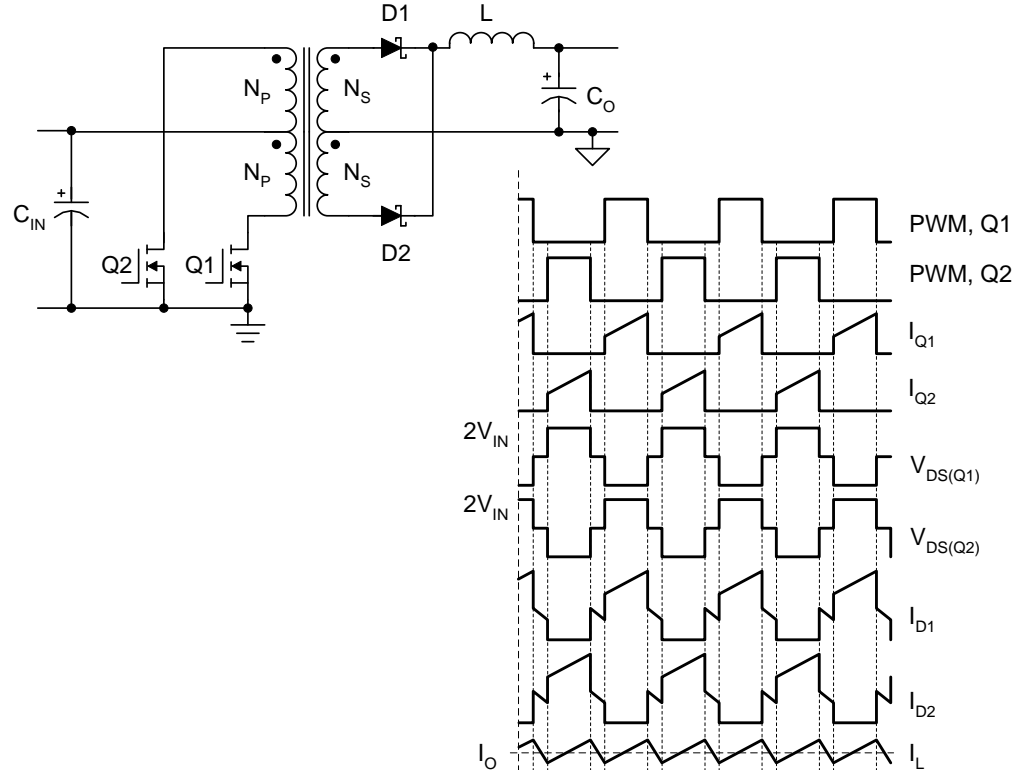 D1
L
N_P
N_S
+
C_O
N_P
N_S
+
C_IN
D2
Q2
Q1
PWM, Q1
PWM, Q2
I_Q1
I_Q2
2V_IN
V_DS(Q1)
2V_IN
V_DS(Q2)
I_D1
I_D2
I_O
I_L